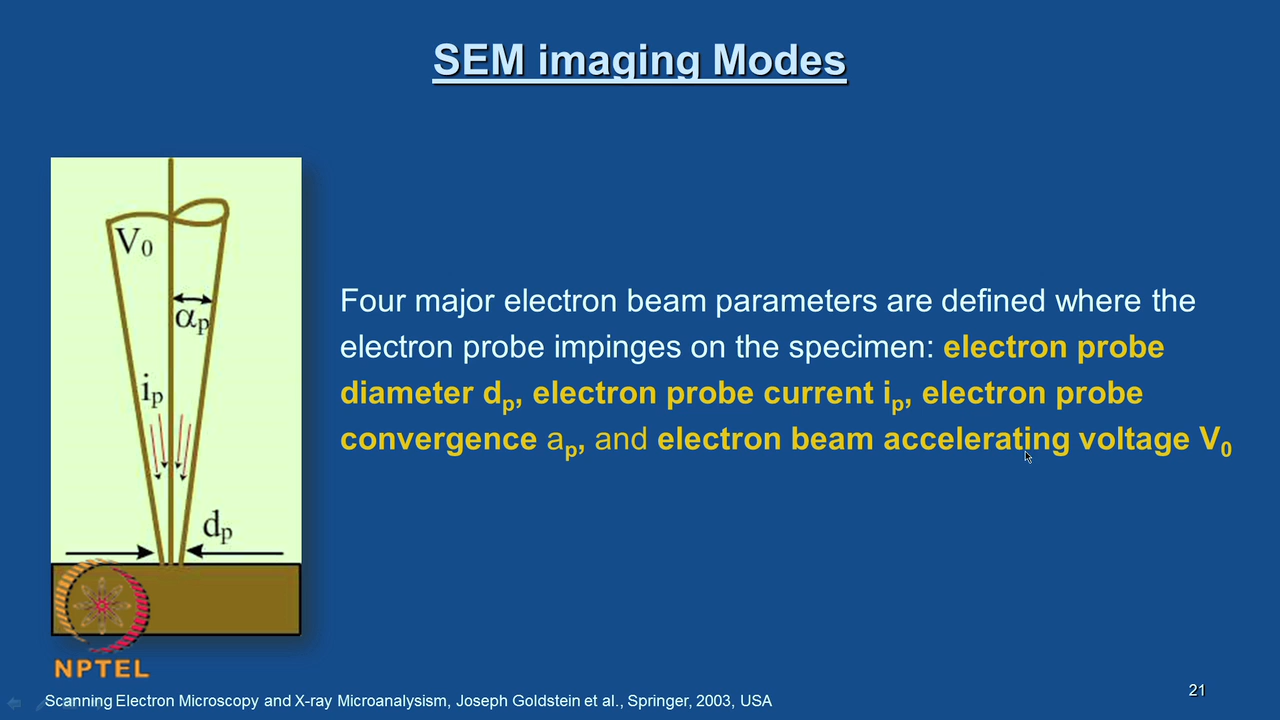 SEM imaging Modes
V0
αp
ip
dp
Four major electron beam parameters are defined where the
electron probe impinges on the specimen: electron probe
diameter dp, electron probe current ip, electron probe
convergence ap, and electron beam accelerating voltage V0
NPTEL
21
Scanning Electron Microscopy and X-ray Microanalysism, Joseph Goldstein et al., Springer, 2003, USA